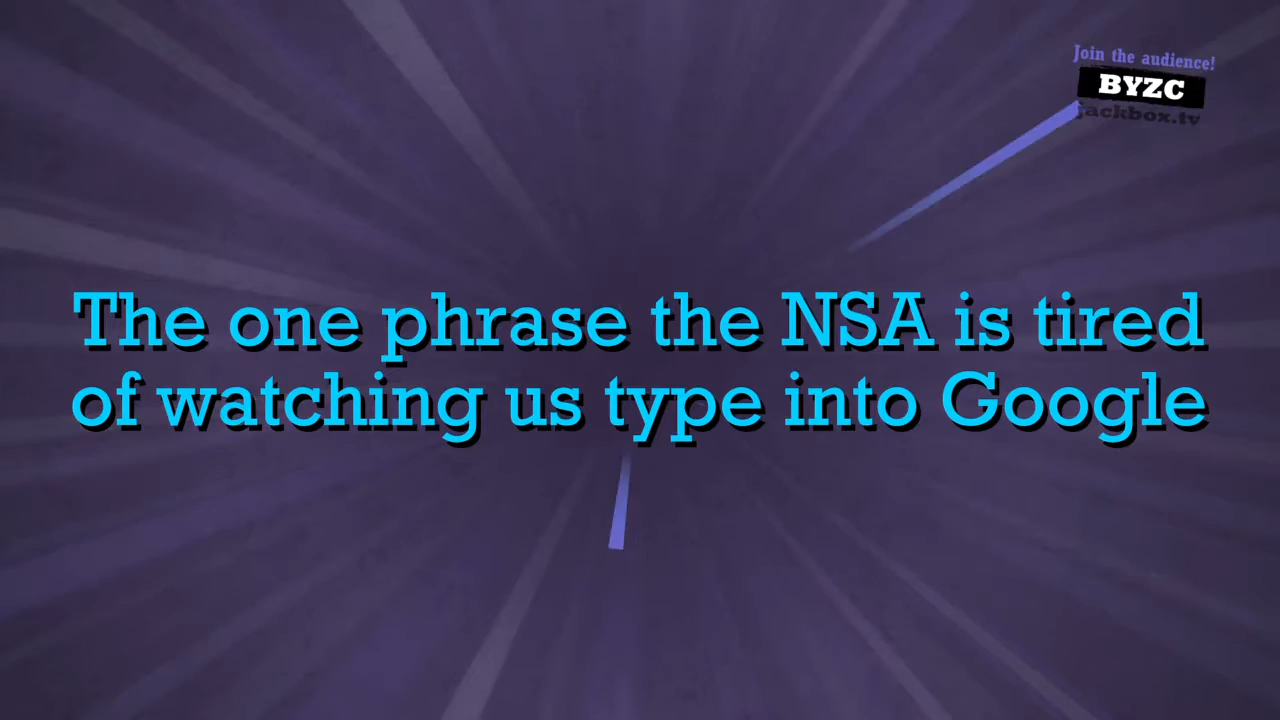 Join the audience!
BYZC
jackbox.tv
The one phrase the NSA is tired
of watching us type into Google